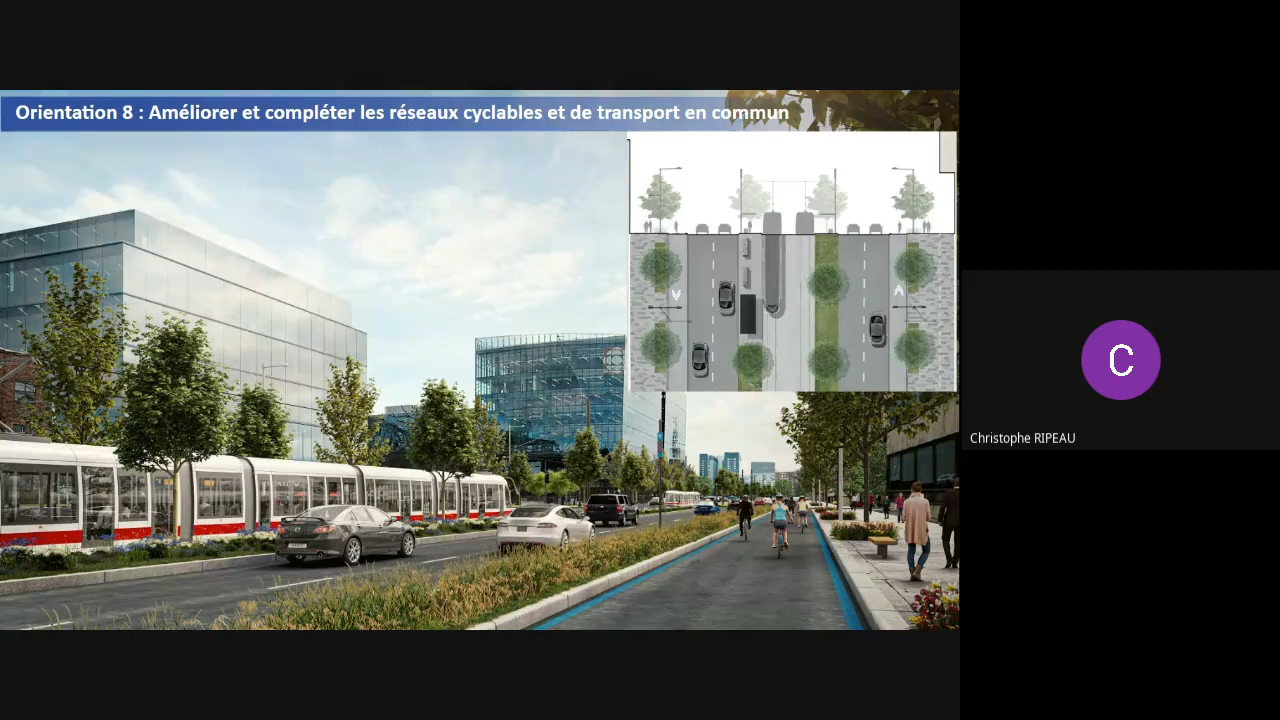 Orientation 8 : Améliorer et compléter les réseaux cyclables et de transport en commun
C
Christophe RIPEAU